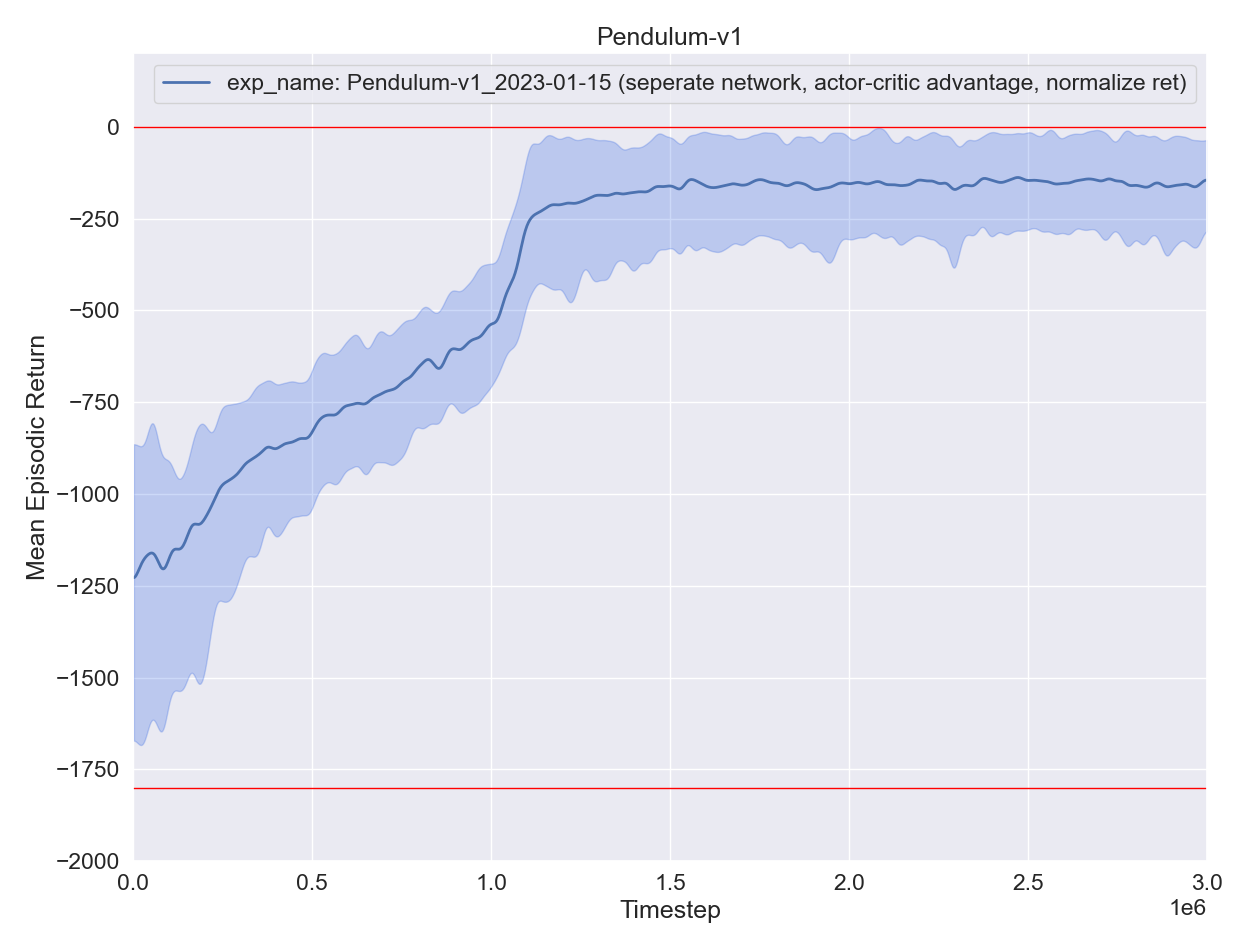 Pendulum-v1
exp_name: Pendulum-v1_2023-01-15 (seperate network, actor-critic advantage, normalize ret)
Mean Episodic Return
0
−250
−500
−750
−1000
−1250
−1500
−1750
−2000
0.0 0.5 1.0 1.5 2.0 2.5 3.0
Timestep
1e6